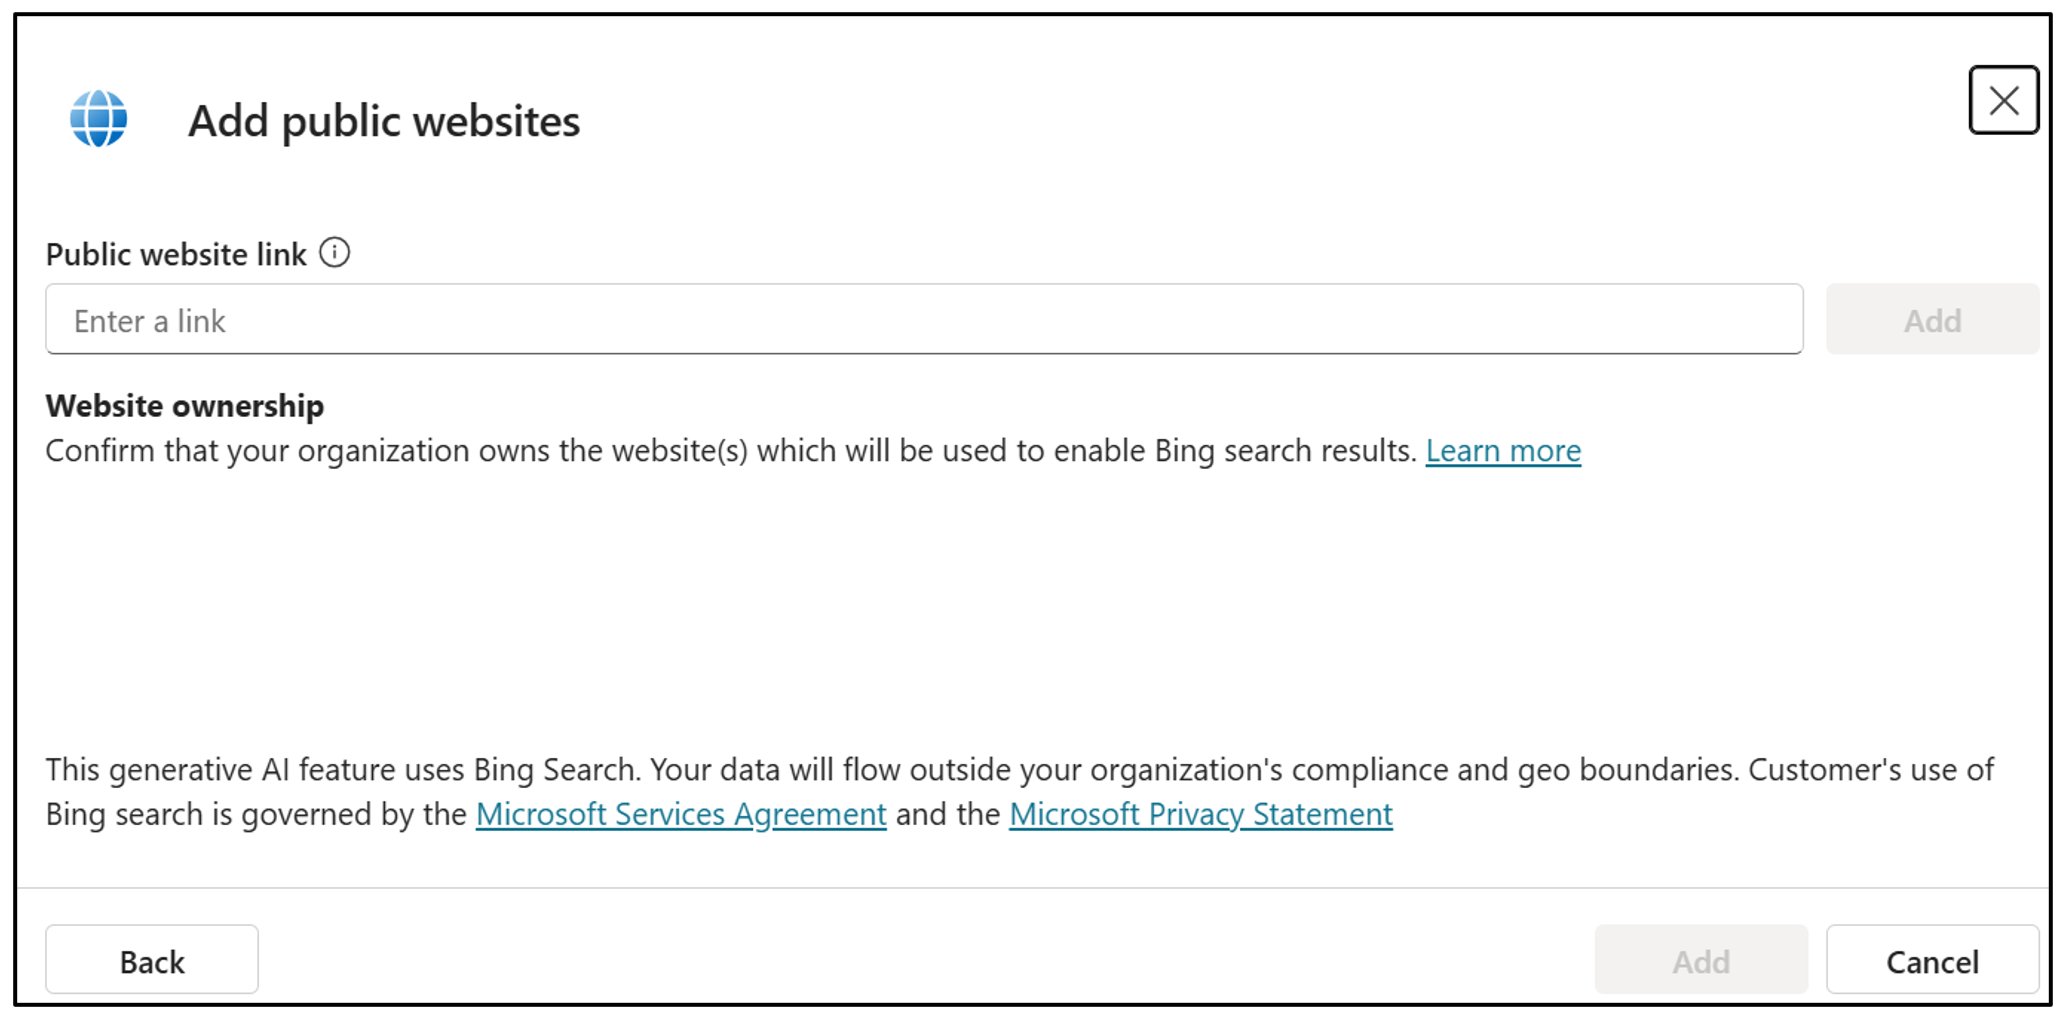 Add public websites
Public website link
Enter a link
Add
Website ownership
Confirm that your organization owns the website(s) which will be used to enable Bing search results. Learn more
This generative AI feature uses Bing Search. Your data will flow outside your organization's compliance and geo boundaries. Customer's use of
Bing search is governed by the Microsoft Services Agreement and the Microsoft Privacy Statement
Back
Add
Cancel